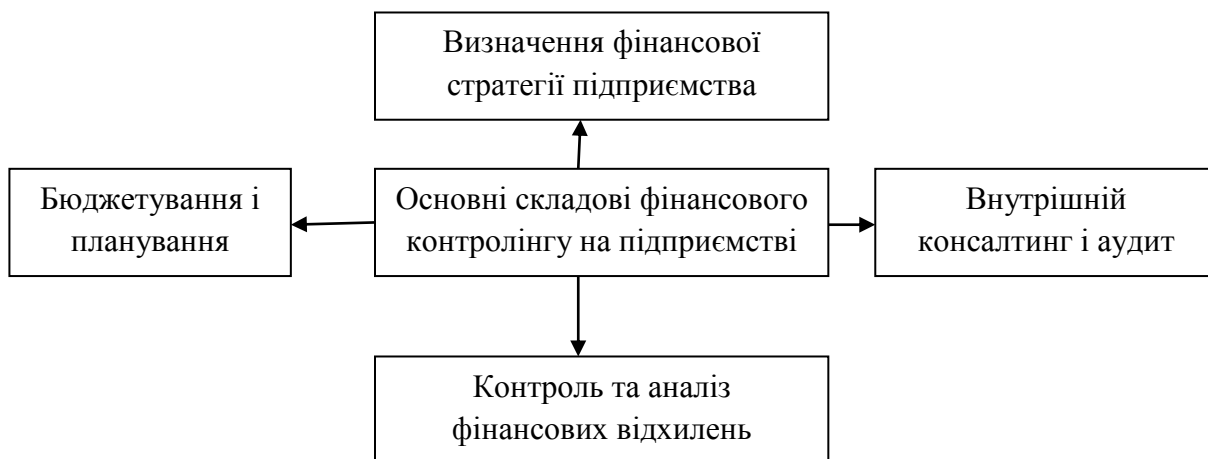 Визначення фінансової
стратегії підприємства
Бюджетування і
планування
Основні складові фінансового
контролінгу на підприємстві
Внутрішній
консалтинг і аудит
Контроль та аналіз
фінансових відхилень